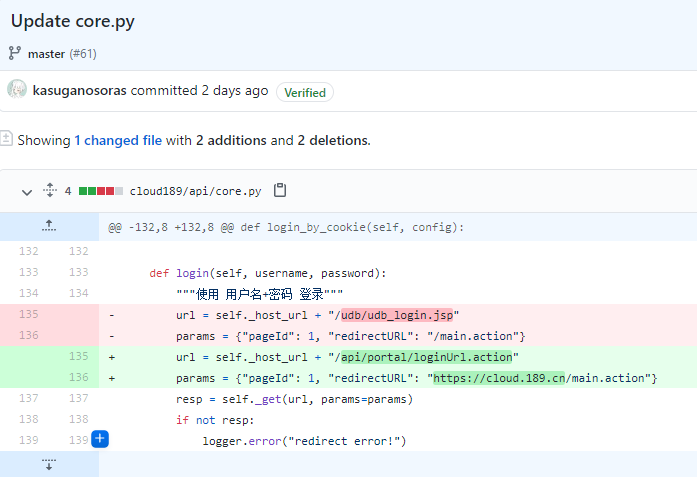 Update core.py
master (#61)
kasuganosoras committed 2 days ago Verified
Showing 1 changed file with 2 additions and 2 deletions.
4 cloud189/api/core.py
@@ -132,8 +132,8 @@ def login_by_cookie(self, config):
132 132
133 133 def login(self, username, password):
134 134 """使用 用户名+密码 登录"""
135 - url = self._host_url + "/udb/udb_login.jsp"
136 - params = {"pageId": 1, "redirectURL": "/main.action"}
135 + url = self._host_url + "/api/portal/loginUrl.action"
136 + params = {"pageId": 1, "redirectURL": "https://cloud.189.cn/main.action"}
137 137 resp = self._get(url, params=params)
138 138 if not resp:
139 139 logger.error("redirect error!")